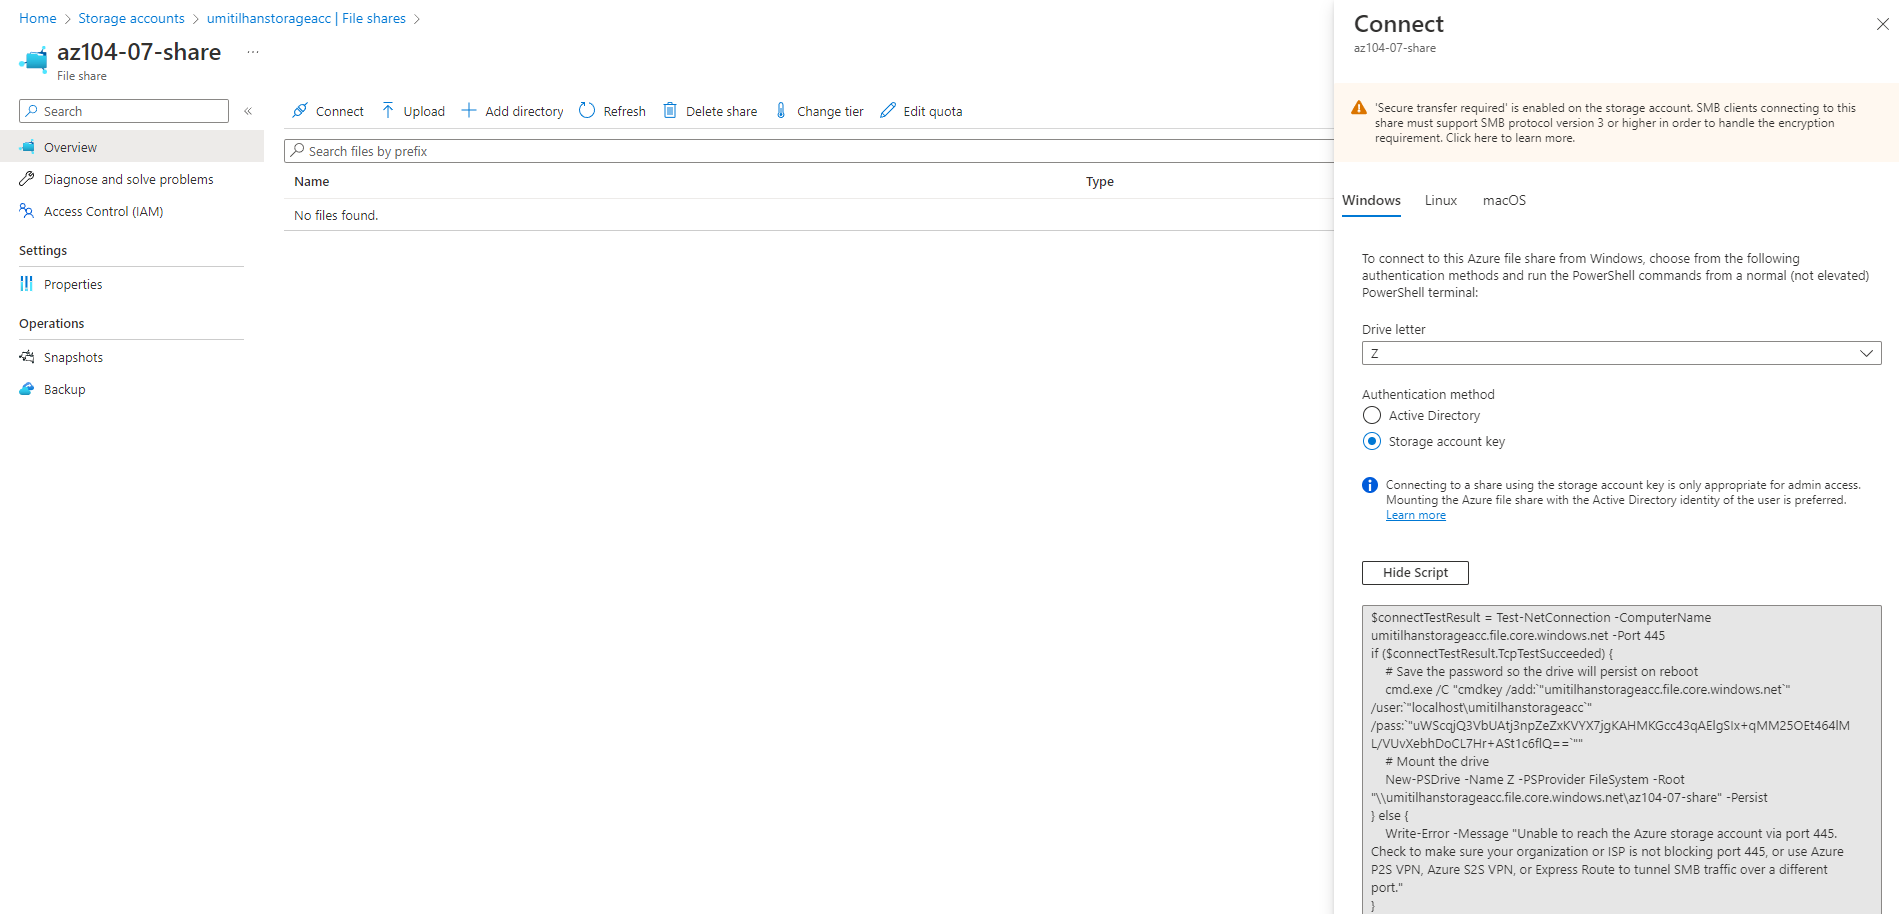 Home > Storage accounts > umitilhanstorageacc | File shares >
az104-07-share ...
File share
Search «
Overview
Diagnose and solve problems
Access Control (IAM)
Settings
Properties
Operations
Snapshots
Backup
Connect Upload Add directory Refresh Delete share Change tier Edit quota
Search files by prefix
Name Type
No files found.
Connect
az104-07-share
'Secure transfer required' is enabled on the storage account. SMB clients connecting to this
share must support SMB protocol version 3 or higher in order to handle the encryption
requirement. Click here to learn more.
Windows Linux macOS
To connect to this Azure file share from Windows, choose from the following
authentication methods and run the PowerShell commands from a normal (not elevated)
PowerShell terminal:
Drive letter
Z
Authentication method
Active Directory
Storage account key
Connecting to a share using the storage account key is only appropriate for admin access.
Mounting the Azure file share with the Active Directory identity of the user is preferred.
Learn more
Hide Script
$connectTestResult = Test-NetConnection -ComputerName
umitilhanstorageacc.file.core.windows.net -Port 445
if ($connectTestResult.TcpTestSucceeded) {
# Save the password so the drive will persist on reboot
cmd.exe /C "cmdkey /add:`"umitilhanstorageacc.file.core.windows.net`"
/user:`"localhost\umitilhanstorageacc`"
/pass:`"
# Mount the drive
New-PSDrive -Name Z -PSProvider FileSystem -Root
"\\umitilhanstorageacc.file.core.windows.net\az104-07-share" -Persist
} else {
Write-Error -Message "Unable to reach the Azure storage account via port 445.
Check to make sure your organization or ISP is not blocking port 445, or use Azure
P2S VPN, Azure S2S VPN, or Express Route to tunnel SMB traffic over a different
port."
}